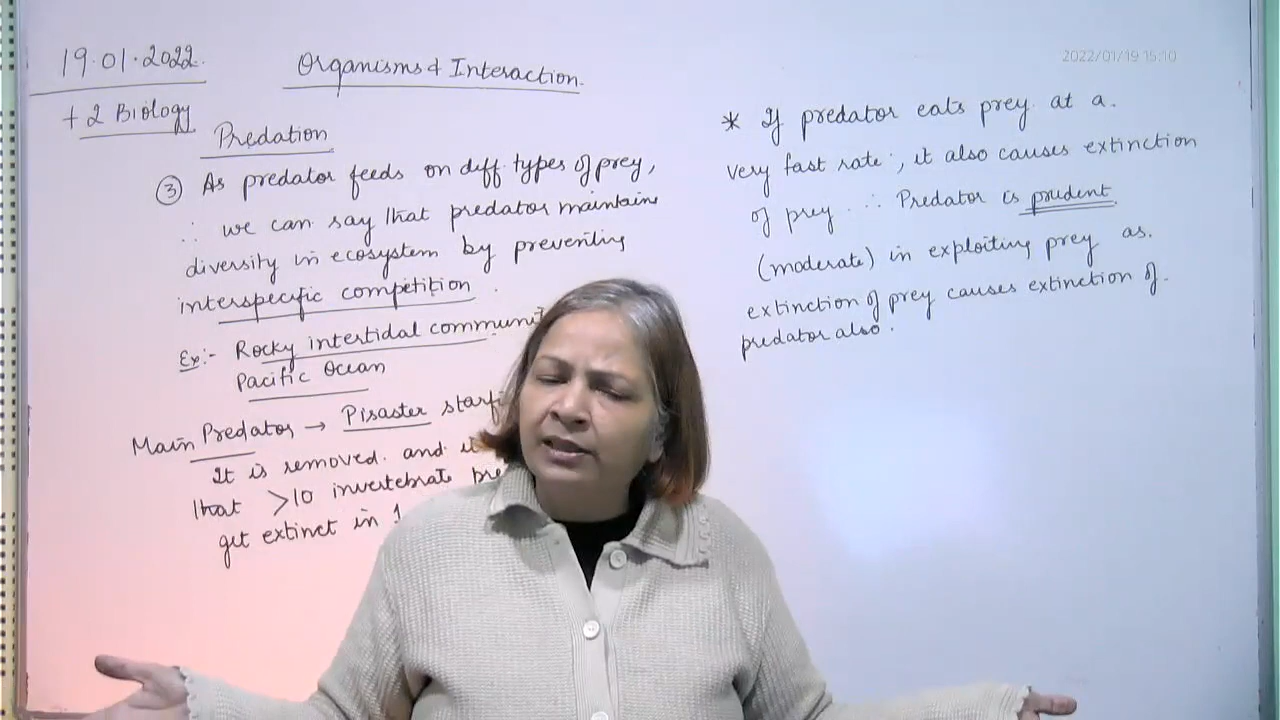 19.01.2022.
Organisms & Interaction.
2022/01/19 15:10
+2 Biology
Predation
③ As predator feeds on diff. types of prey,
∴ we can say that predator maintains
diversity in ecosystem by preventing
interspecific competition.
Ex:- Rocky intertidal
Pacific Ocean
Main Predator → Pisaster
It is removed. and
that >10 invertebrate
get extinct in 1
* If predator eats prey at a.
very fast rate, it also causes extinction
of prey. ∴ Predator is prudent
(moderate) in exploiting prey as.
extinction of prey causes extinction of.
predator also.